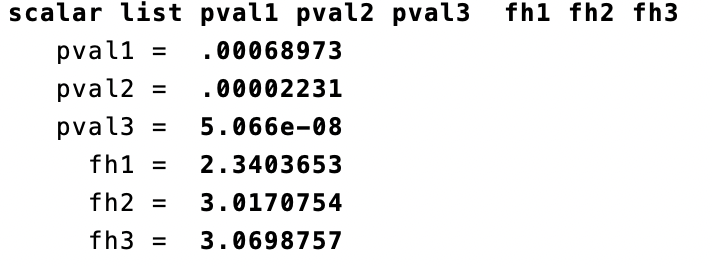 scalar list pval1 pval2 pval3 fh1 fh2 fh3
pval1 = .00068973
pval2 = .00002231
pval3 = 5.066e-08
fh1 = 2.3403653
fh2 = 3.0170754
fh3 = 3.0698757